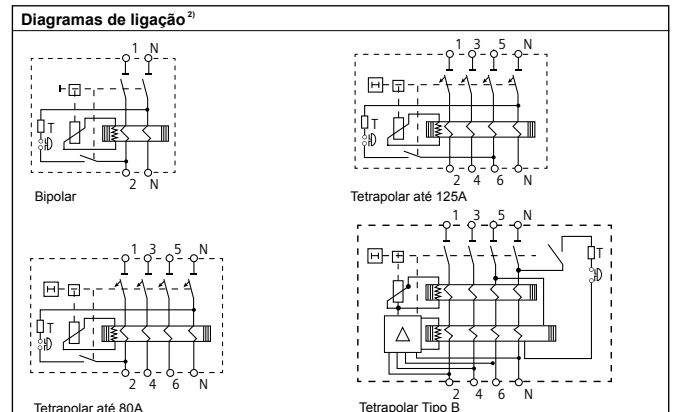 Diagramas de ligação 2)
1 N
T
2 N
Bipolar
1 3 5 N
T
2 4 6 N
Tetrapolar até 125A
1 3 5 N
T
2 4 6 N
Tetrapolar até 80A
1 3 5 N
T
2 4 6 N
Tetrapolar Tipo B